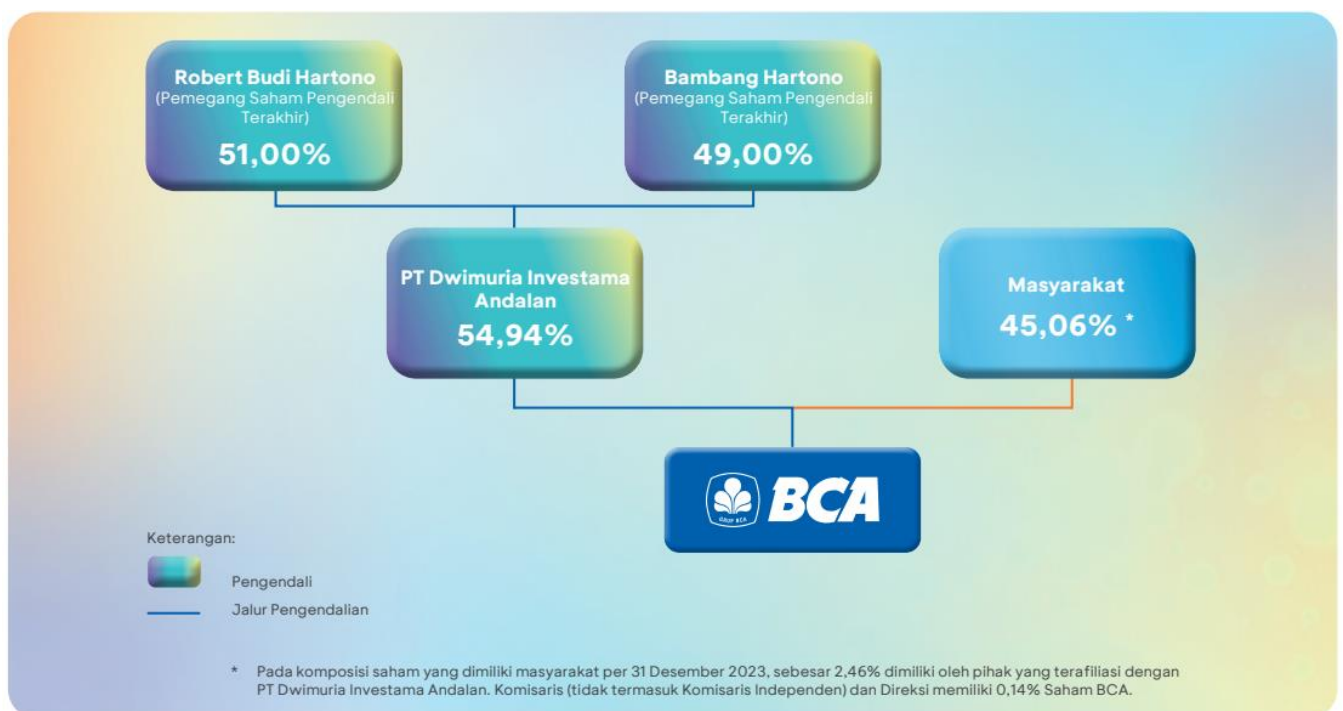 Robert Budi Hartono
(Pemegang Saham Pengendali
Terakhir)
51,00%
Bambang Hartono
(Pemegang Saham Pengendali
Terakhir)
49,00%
PT Dwimuria Investama
Andalan
54,94%
Masyarakat
45,06% *
GRUP BCA
BCA
Keterangan:
Pengendali
Jalur Pengendalian
* Pada komposisi saham yang dimiliki masyarakat per 31 Desember 2023, sebesar 2,46% dimiliki oleh pihak yang terafiliasi dengan
PT Dwimuria Investama Andalan. Komisaris (tidak termasuk Komisaris Independen) dan Direksi memiliki 0,14% Saham BCA.